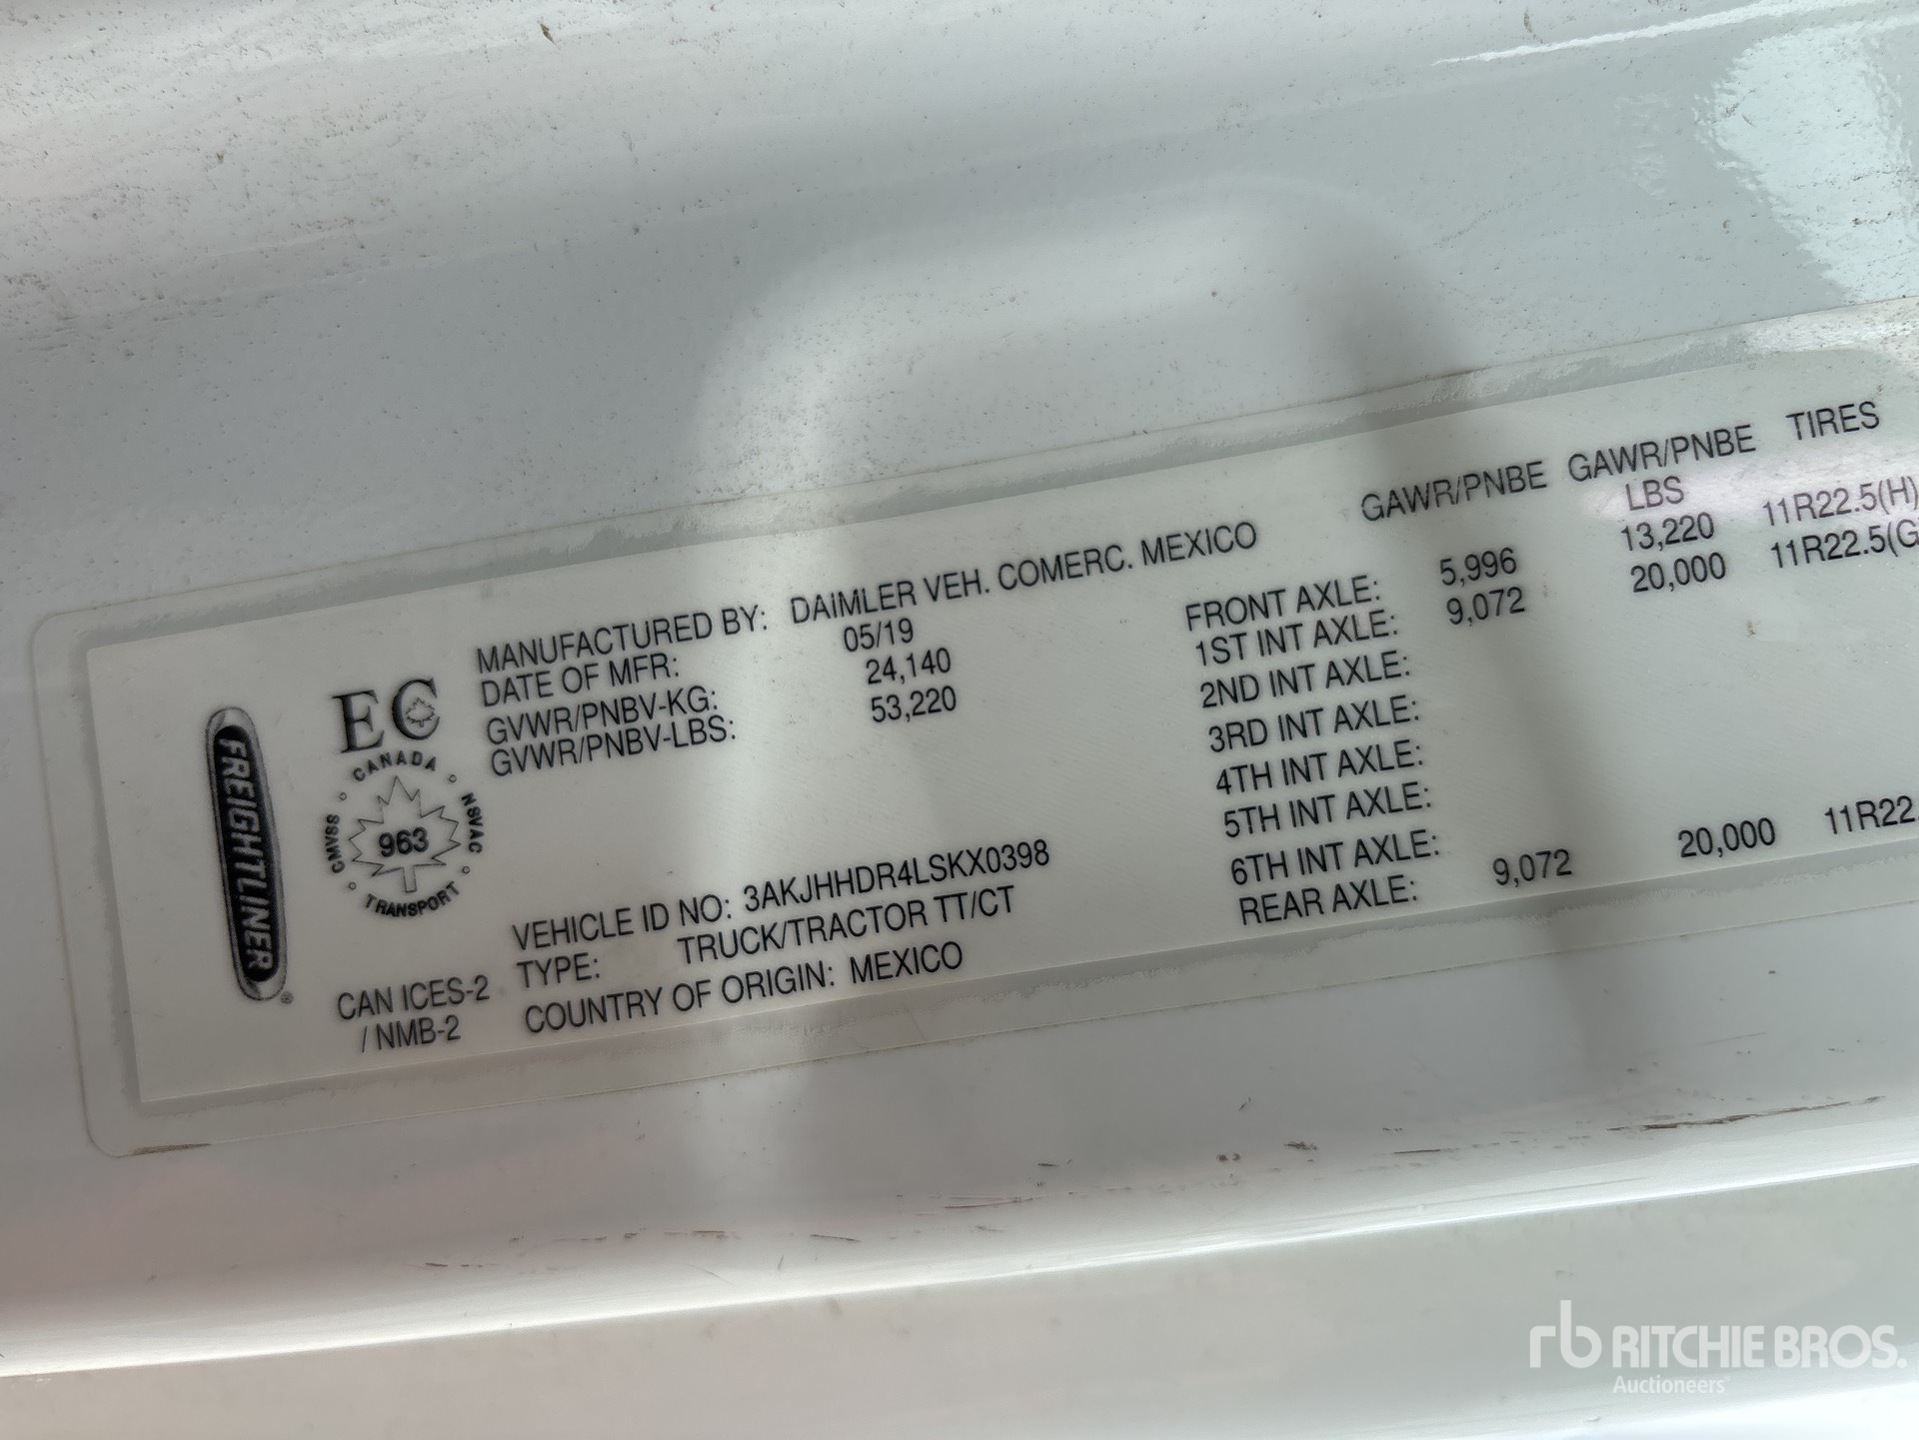 FREIGHTLINER
EC
CANADA
CMVSS
963
NSVAC
TRANSPORT
CAN ICES-2
/ NMB-2
MANUFACTURED BY: DAIMLER VEH. COMERC. MEXICO
DATE OF MFR: 05/19
GVWR/PNBV-KG: 24,140
GVWR/PNBV-LBS: 53,220
VEHICLE ID NO: 3AKJHHDR4LSKX0398
TYPE: TRUCK/TRACTOR TT/CT
COUNTRY OF ORIGIN: MEXICO
GAWR/PNBE GAWR/PNBE TIRES
LBS
FRONT AXLE: 5,996 13,220 11R22.5(H)
1ST INT AXLE: 9,072 20,000 11R22.5(G
2ND INT AXLE:
3RD INT AXLE:
4TH INT AXLE:
5TH INT AXLE:
6TH INT AXLE:
REAR AXLE: 9,072 20,000 11R22.
rb RITCHIE BROS.
Auctioneers